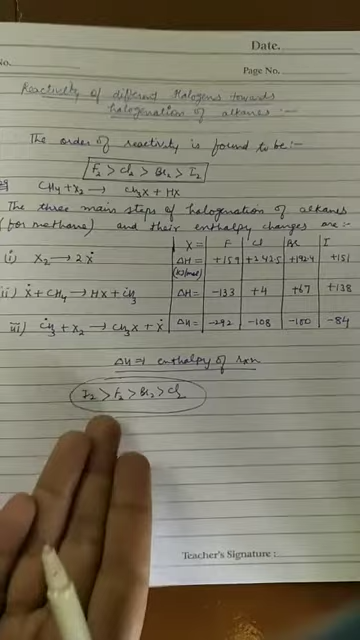 Date.
No.
Page No.
Reactivity of different Halogens towards
halogenation of alkanes :-
The order of reactivity is found to be:-
F₂ > Cl₂ > Br₂ > I₂
CH4 + X2 → CH3X + HX
The three main steps of halogenation of alkanes
(for methane) and their enthalpy changes are :-
X = F Cl Br I
(i) X₂ → 2Ẋ ΔH = +159 +242.5 +192.4 +151
(KJ/mol)
ii) Ẋ + CH4 → HX + ĊH3 ΔH = -133 +4 +67 +138
iii) ĊH3 + X2 → CH3X + Ẋ ΔH = -292 -108 -100 -84
ΔH ⇒ enthalpy of rxn
I₂ > F₂ > Br₂ > Cl₂
Teacher's Signature :